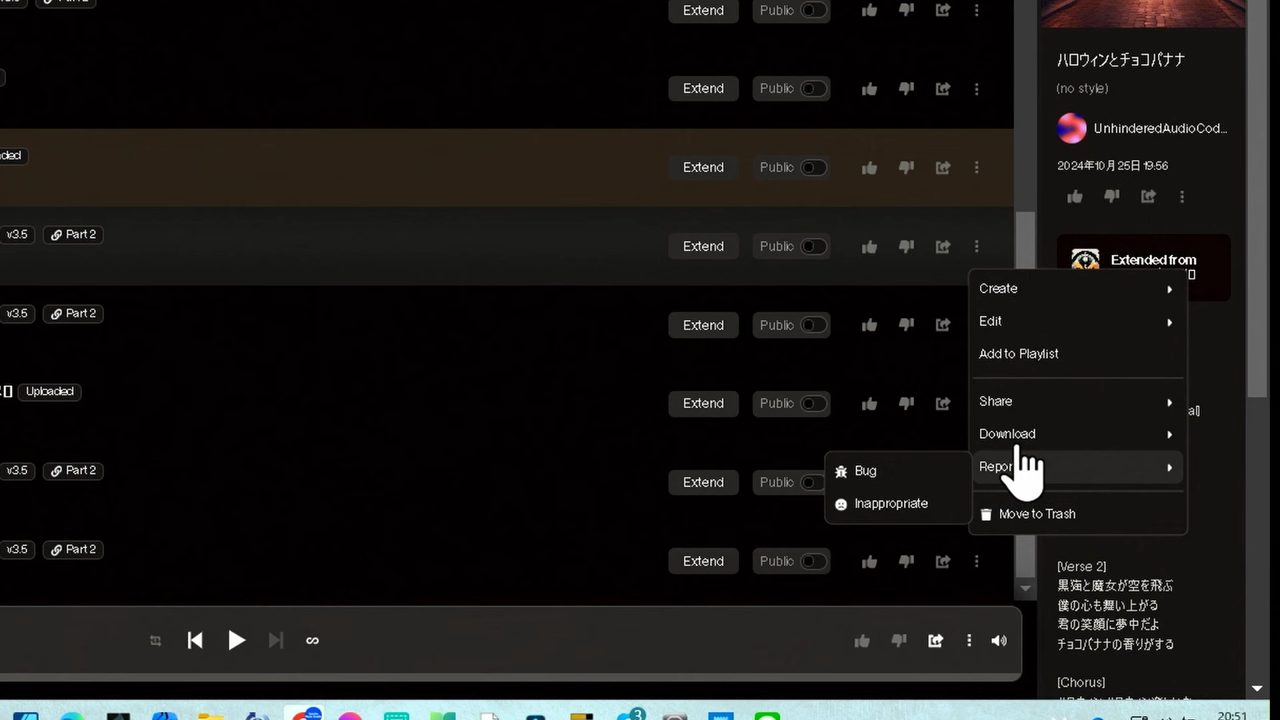 Part 2
Extend
Public
Extend
Public
Extend
Public
v3.5
Part 2
Extend
Public
v3.5
Part 2
Extend
Public
Uploaded
Extend
Public
v3.5
Part 2
Extend
Public
v3.5
Part 2
Extend
Public
Create
Edit
Add to Playlist
Share
Download
Bug
Inappropriate
Move to Trash
ハロウィンとチョコバナナ
(no style)
UnhinderedAudioCod...
2024年10月25日 19:56
Extended from
[Verse 2]
黒猫と魔女が空を飛ぶ
僕の心も舞い上がる
君の笑顔に夢中だよ
チョコバナナの香りがする
[Chorus]
3
20:51